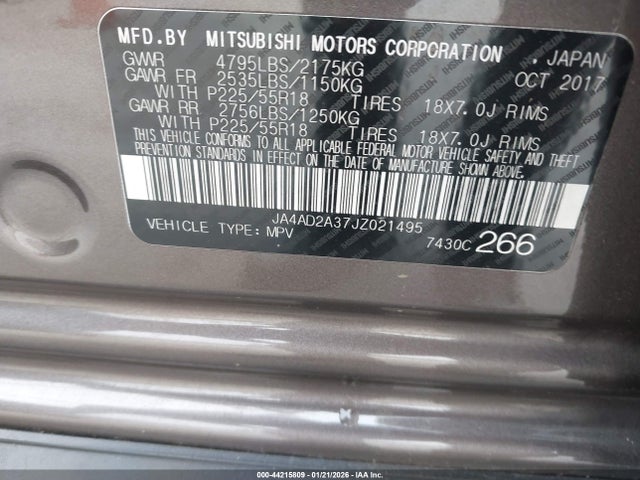 MFD.BY MITSUBISHI MOTORS CORPORATION , JAPAN
GVWR 4795LBS/2175KG OCT 2017
GAWR FR 2535LBS/1150KG
WITH P225/55R18 TIRES 18X7.0J RIMS
GAWR RR 2756LBS/1250KG
WITH P225/55R18 TIRES 18X7.0J RIMS
THIS VEHICLE CONFORMS TO ALL APPLICABLE FEDERAL MOTOR VEHICLE SAFETY AND THEFT
PREVENTION STANDARDS IN EFFECT ON THE DATE OF MANUFACTURE SHOWN ABOVE.
JA4AD2A37JZ021495
VEHICLE TYPE: MPV 7430C 266
000-44215809 - 01/21/2026 - IAAI, Inc.